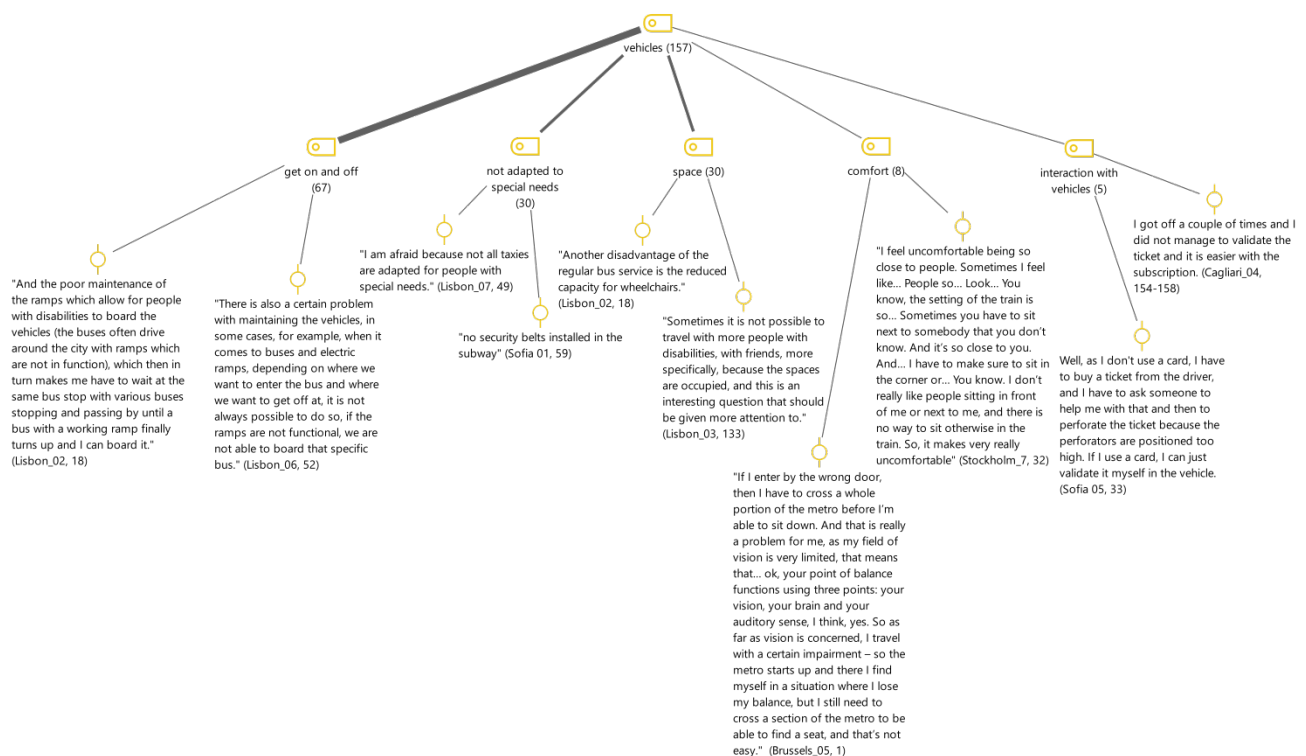 vehicles (157)
get on and off
(67)
not adapted to
special needs
(30)
space (30)
comfort (8)
interaction with
vehicles (5)
"And the poor maintenance of
the ramps which allow for people
with disabilities to board the
vehicles (the buses often drive
around the city with ramps which
are not in function), which then in
turn makes me have to wait at the
same bus stop with various buses
stopping and passing by until a
bus with a working ramp finally
turns up and I can board it."
(Lisbon_02, 18)
"There is also a certain problem
with maintaining the vehicles, in
some cases, for example, when it
comes to buses and electric
ramps, depending on where we
want to enter the bus and where
we want to get off at, it is not
always possible to do so, if the
ramps are not functional, we are
not able to board that specific
bus." (Lisbon_06, 52)
"I am afraid because not all taxies
are adapted for people with
special needs." (Lisbon_07, 49)
"no security belts installed in the
subway" (Sofia 01, 59)
"Another disadvantage of the
regular bus service is the reduced
capacity for wheelchairs."
(Lisbon_02, 18)
"Sometimes it is not possible to
travel with more people with
disabilities, with friends, more
specifically, because the spaces
are occupied, and this is an
interesting question that should
be given more attention to."
(Lisbon_03, 133)
"If I enter by the wrong door,
then I have to cross a whole
portion of the metro before I'm
able to sit down. And that is really
a problem for me, as my field of
vision is very limited, that means
that... ok, your point of balance
functions using three points: your
vision, your brain and your
auditory sense, I think, yes. So as
far as vision is concerned, I travel
with a certain impairment – so the
metro starts up and there I find
myself in a situation where I lose
my balance, but I still need to
cross a section of the metro to be
able to find a seat, and that's not
easy." (Brussels_05, 1)
"I feel uncomfortable being so
close to people. Sometimes I feel
like... People so... Look... You
know, the setting of the train is
so... Sometimes you have to sit
next to somebody that you don't
know. And it's so close to you.
And... I have to make sure to sit in
the corner or... You know. I don't
really like people sitting in front
of me or next to me, and there is
no way to sit otherwise in the
train. So, it makes very really
uncomfortable" (Stockholm_7, 32)
I got off a couple of times and I
did not manage to validate the
ticket and it is easier with the
subscription. (Cagliari_04,
154-158)
Well, as I don't use a card, I have
to buy a ticket from the driver,
and I have to ask someone to
help me with that and then to
perforate the ticket because the
perforators are positioned too
high. If I use a card, I can just
validate it myself in the vehicle.
(Sofia 05, 33)